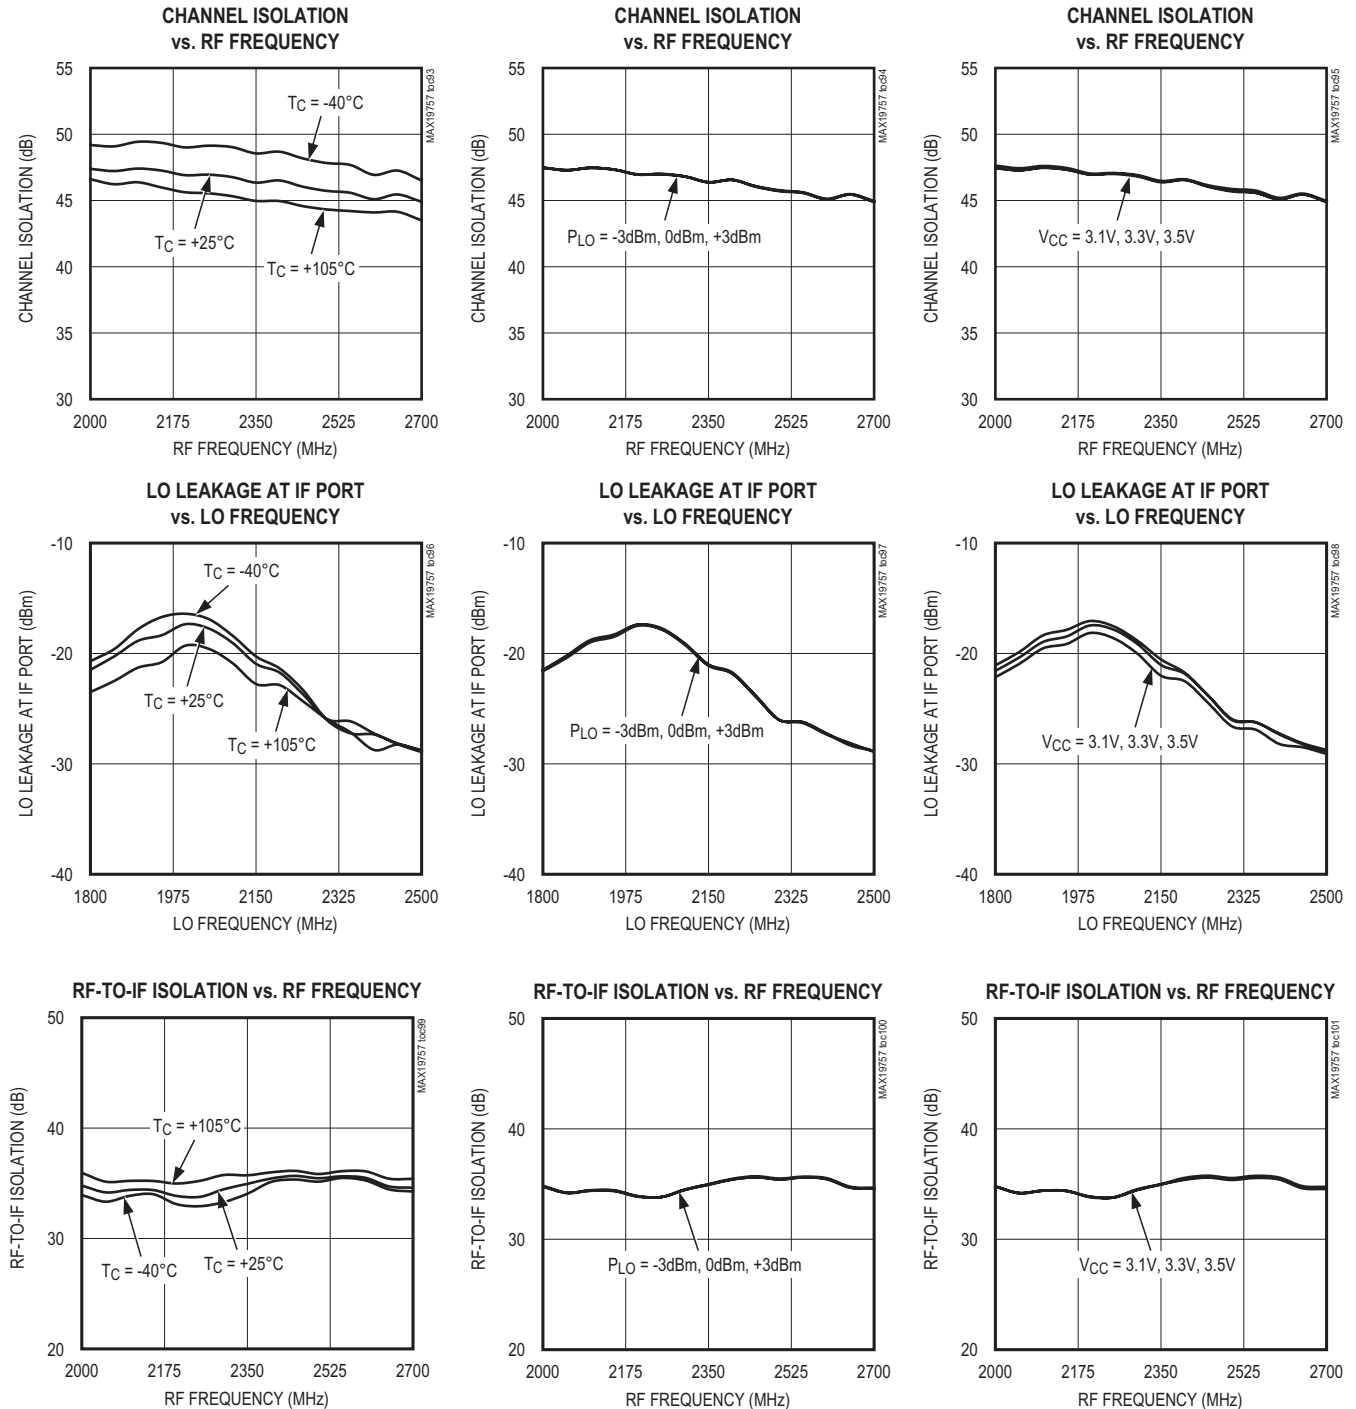 CHANNEL ISOLATION
vs. RF FREQUENCY
55
50
45
40
35
30
CHANNEL ISOLATION (dB)
TC = -40°C
TC = +25°C
TC = +105°C
MAX19757 toc93
2000 2175 2350 2525 2700
RF FREQUENCY (MHz)
CHANNEL ISOLATION
vs. RF FREQUENCY
55
50
45
40
35
30
CHANNEL ISOLATION (dB)
PLO = -3dBm, 0dBm, +3dBm
MAX19757 toc94
2000 2175 2350 2525 2700
RF FREQUENCY (MHz)
CHANNEL ISOLATION
vs. RF FREQUENCY
55
50
45
40
35
30
CHANNEL ISOLATION (dB)
VCC = 3.1V, 3.3V, 3.5V
MAX19757 toc95
2000 2175 2350 2525 2700
RF FREQUENCY (MHz)
LO LEAKAGE AT IF PORT
vs. LO FREQUENCY
-10
-20
-30
-40
LO LEAKAGE AT IF PORT (dBm)
TC = -40°C
TC = +25°C
TC = +105°C
MAX19757 toc96
1800 1975 2150 2325 2500
LO FREQUENCY (MHz)
LO LEAKAGE AT IF PORT
vs. LO FREQUENCY
-10
-20
-30
-40
LO LEAKAGE AT IF PORT (dBm)
PLO = -3dBm, 0dBm, +3dBm
MAX19757 toc97
1800 1975 2150 2325 2500
LO FREQUENCY (MHz)
LO LEAKAGE AT IF PORT
vs. LO FREQUENCY
-10
-20
-30
-40
LO LEAKAGE AT IF PORT (dBm)
VCC = 3.1V, 3.3V, 3.5V
MAX19757 toc98
1800 1975 2150 2325 2500
LO FREQUENCY (MHz)
RF-TO-IF ISOLATION vs. RF FREQUENCY
50
40
30
20
RF-TO-IF ISOLATION (dB)
TC = +105°C
TC = -40°C
TC = +25°C
MAX19757 toc99
2000 2175 2350 2525 2700
RF FREQUENCY (MHz)
RF-TO-IF ISOLATION vs. RF FREQUENCY
50
40
30
20
RF-TO-IF ISOLATION (dB)
PLO = -3dBm, 0dBm, +3dBm
MAX19757 toc100
2000 2175 2350 2525 2700
RF FREQUENCY (MHz)
RF-TO-IF ISOLATION vs. RF FREQUENCY
50
40
30
20
RF-TO-IF ISOLATION (dB)
VCC = 3.1V, 3.3V, 3.5V
MAX19757 toc101
2000 2175 2350 2525 2700
RF FREQUENCY (MHz)